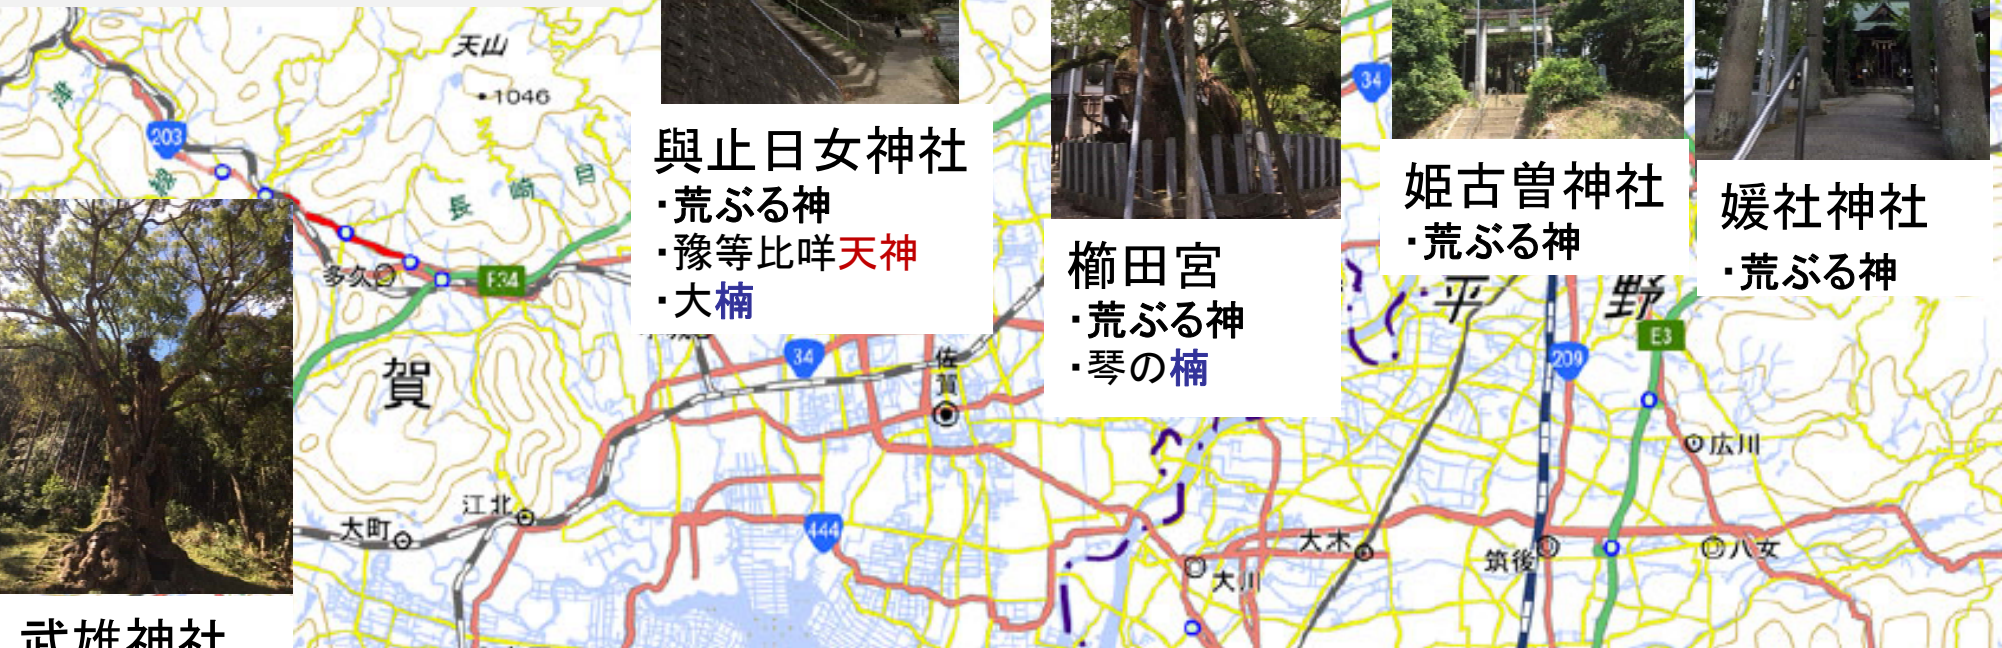 天山
・1046
34
203
長
崎
自
多久
E34
與止日女神社
・荒ぶる神
・豫等比咩天神
・大楠
櫛田宮
・荒ぶる神
・琴の楠
姫古曽神社
・荒ぶる神
媛社神社
・荒ぶる神
平
野
E3
209
34
佐賀
賀
広川
江北
大町
444
大木
筑後
八女
大川
武雄神社